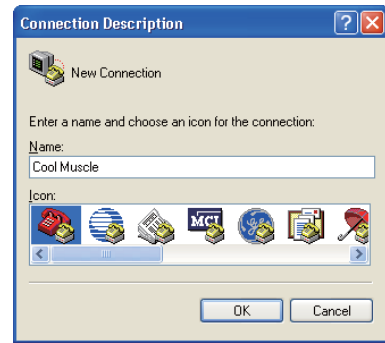 Connection Description
New Connection
Enter a name and choose an icon for the connection:
Name:
Cool Muscle
Icon:
MCI
OK Cancel